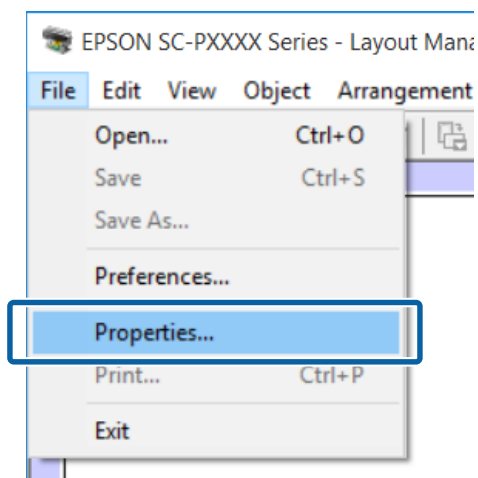 EPSON SC-PXXXX Series - Layout Mana
File Edit View Object Arrangement
Open... Ctrl+O
Save Ctrl+S
Save As...
Preferences...
Properties...
Print... Ctrl+P
Exit